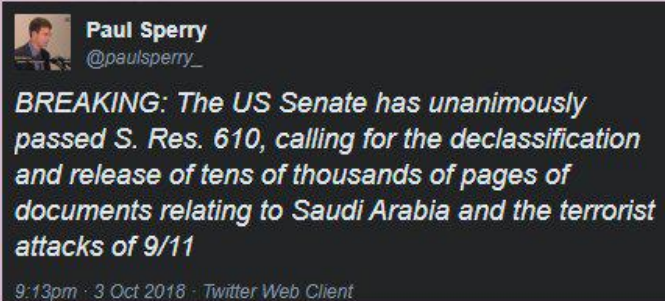 Paul Sperry
@paulsperry_
BREAKING: The US Senate has unanimously
passed S. Res. 610, calling for the declassification
and release of tens of thousands of pages of
documents relating to Saudi Arabia and the terrorist
attacks of 9/11
9:13pm · 3 Oct 2018 · Twitter Web Client